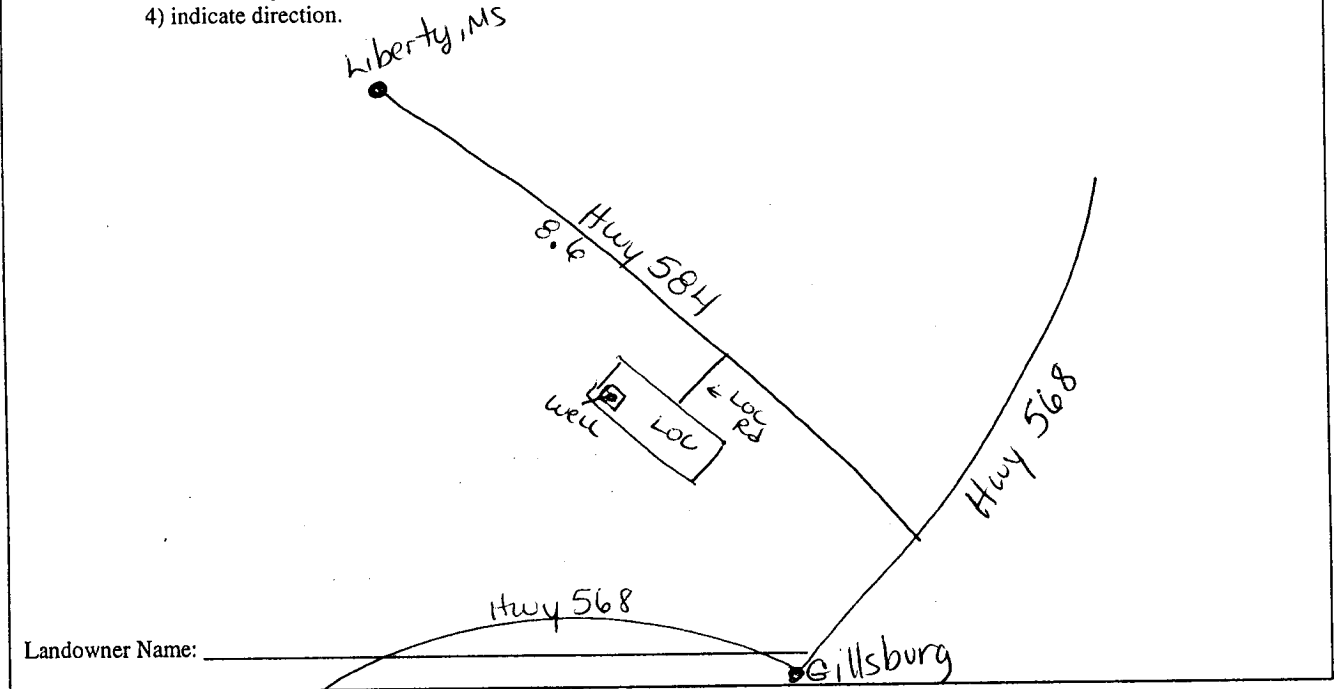 4) indicate direction.
Liberty, MS
Hwy 584
8.6
← LOC
Rd
Well
LOC
Hwy 568
Hwy 568
Landowner Name:
Gillsburg